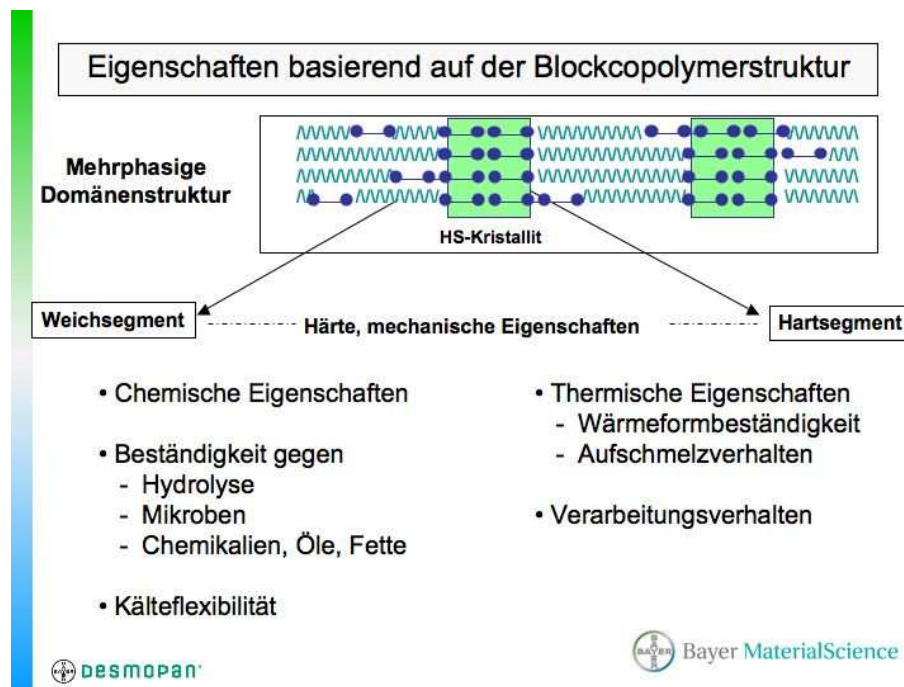 Eigenschaften basierend auf der Blockcopolymerstruktur
Mehrphasige
Domänenstruktur
HS-Kristallit
Weichsegment
Härte, mechanische Eigenschaften
Hartsegment
• Chemische Eigenschaften
• Beständigkeit gegen
- Hydrolyse
- Mikroben
- Chemikalien, Öle, Fette
• Kälteflexibilität
• Thermische Eigenschaften
- Wärmeformbeständigkeit
- Aufschmelzverhalten
• Verarbeitungsverhalten
BAYER DESMOPAN
BAYER Bayer MaterialScience